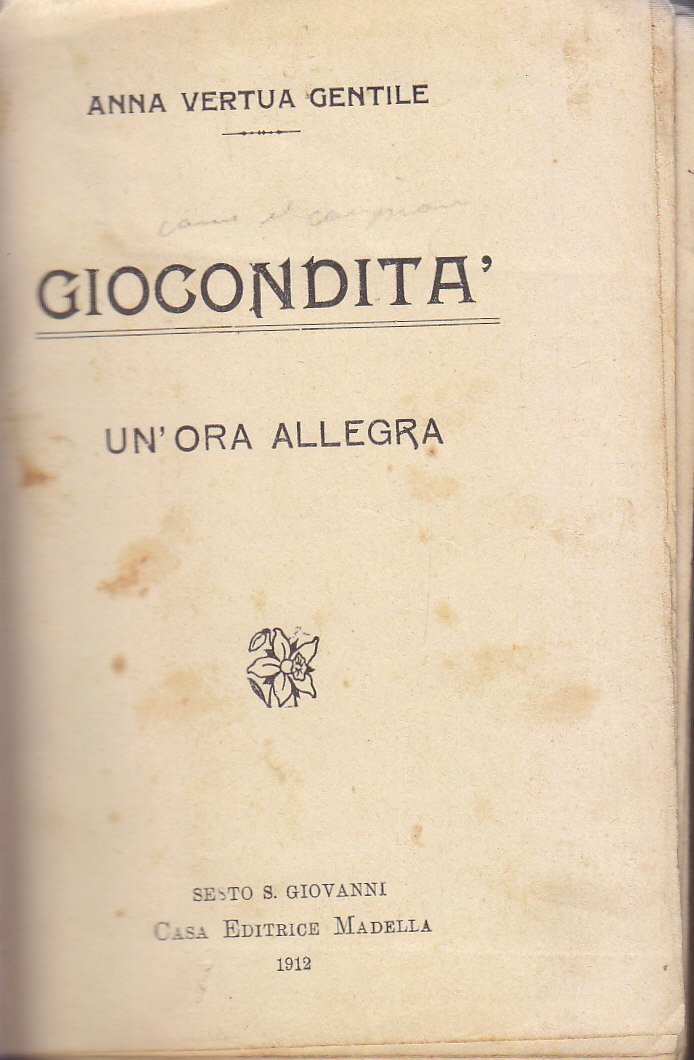 ANNA VERTUA GENTILE
GIOCONDITA'
UN' ORA ALLEGRA
SESTO S. GIOVANNI
CASA EDITRICE MADELLA
1912